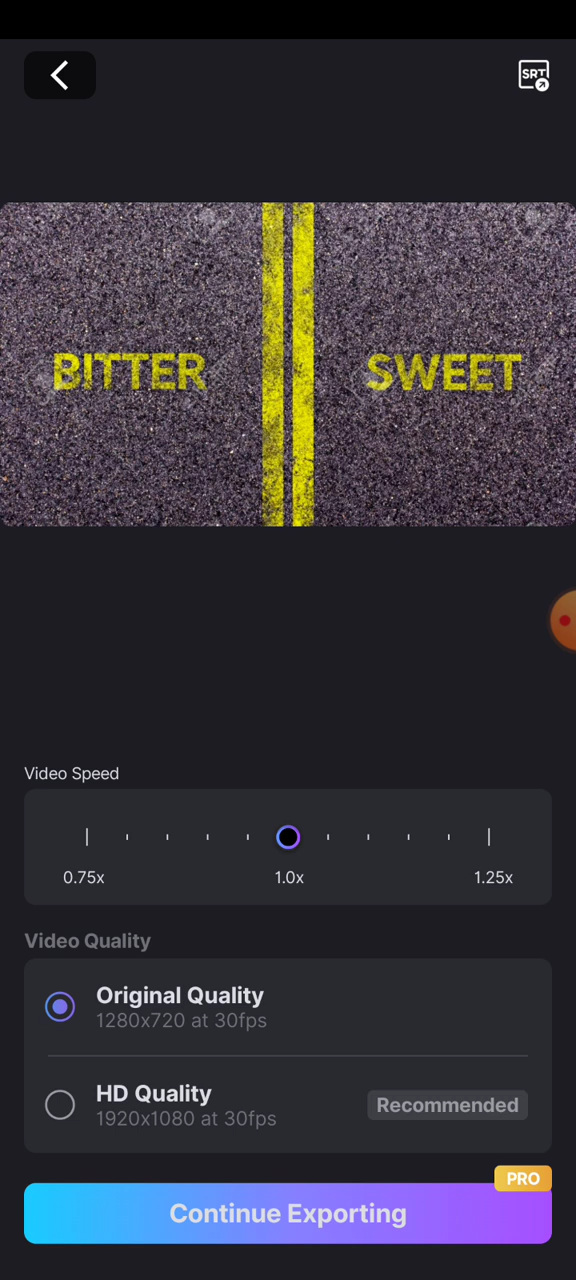 SRT
BITTER SWEET
Video Speed
0.75x 1.0x 1.25x
Video Quality
Original Quality
1280x720 at 30fps
HD Quality
1920x1080 at 30fps
Recommended
PRO
Continue Exporting